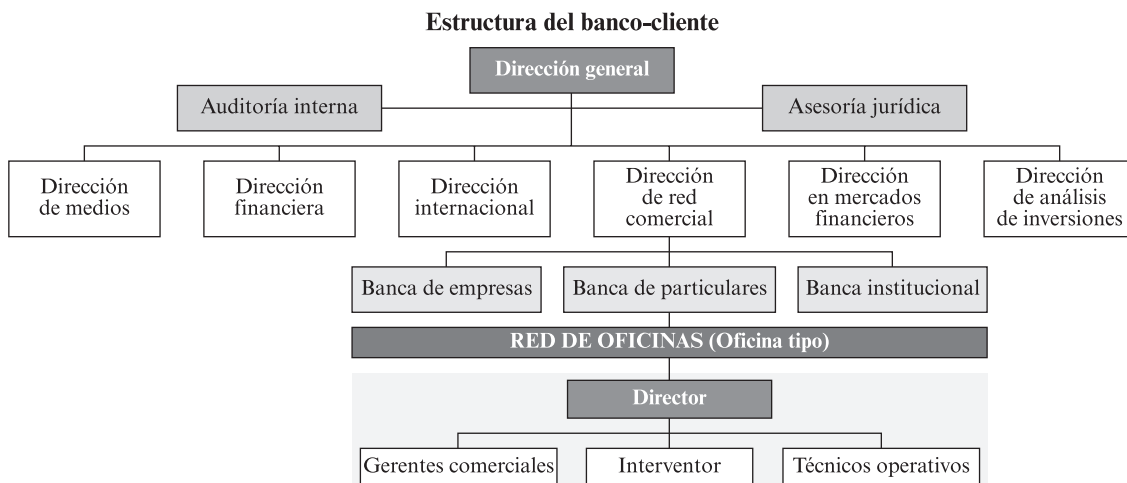 Estructura del banco-cliente
Dirección general
Auditoría interna
Asesoría jurídica
Dirección
de medios
Dirección
financiera
Dirección
internacional
Dirección
de red
comercial
Dirección
en mercados
financieros
Dirección
de análisis
de inversiones
Banca de empresas
Banca de particulares
Banca institucional
RED DE OFICINAS (Oficina tipo)
Director
Gerentes comerciales
Interventor
Técnicos operativos